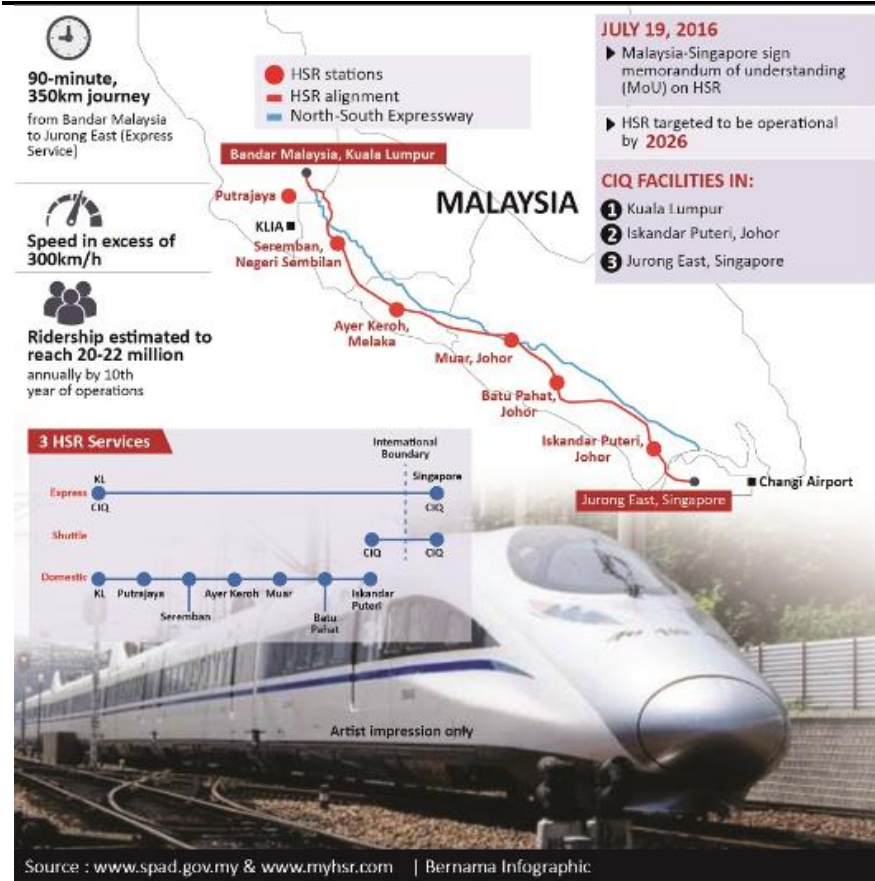 90-minute,
350km journey
from Bandar Malaysia
to Jurong East (Express
Service)
Speed in excess of
300km/h
Ridership estimated to
reach 20-22 million
annually by 10th
year of operations
HSR stations
HSR alignment
North-South Expressway
JULY 19, 2016
Malaysia-Singapore sign
memorandum of understanding
(MoU) on HSR
HSR targeted to be operational
by 2026
CIQ FACILITIES IN:
1 Kuala Lumpur
2 Iskandar Puteri, Johor
3 Jurong East, Singapore
Bandar Malaysia, Kuala Lumpur
MALAYSIA
Putrajaya
KLIA
Seremban,
Negeri Sembilan
Ayer Keroh,
Melaka
Muar, Johor
Batu Pahat,
Johor
Iskandar Puteri,
Johor
Jurong East, Singapore
Changi Airport
3 HSR Services
International
Boundary
KL
Singapore
Express
CIQ
CIQ
Shuttle
CIQ
CIQ
Domestic
KL
Putrajaya
Seremban
Ayer Keroh
Muar
Batu
Pahat
Iskandar
Puteri
Artist impression only
Source : www.spad.gov.my & www.myhsr.com | Bernama Infographic